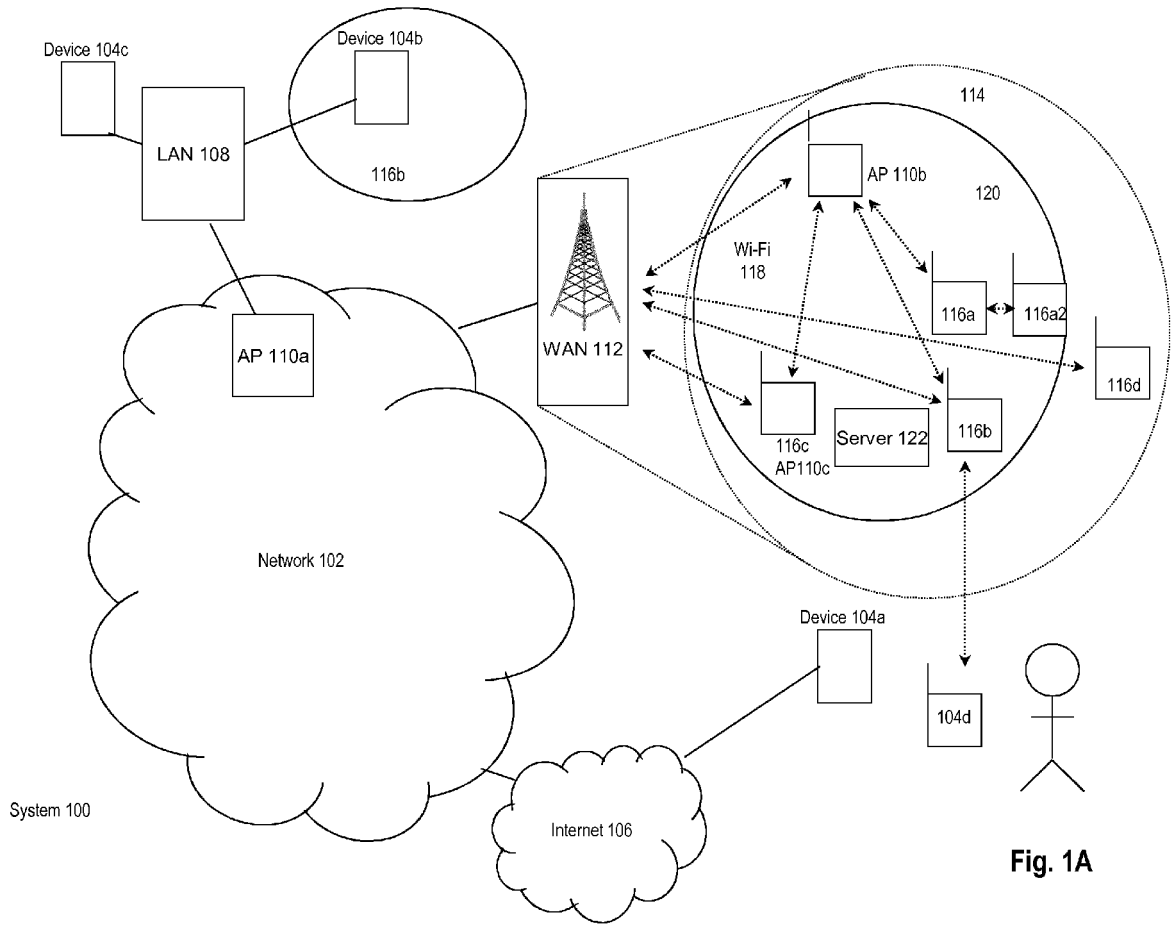 Device 104c
Device 104b
LAN 108
116b
114
AP 110b
120
Wi-Fi
118
116a
116a2
AP 110a
WAN 112
116d
116c
AP110c
Server 122
116b
Network 102
Device 104a
104d
System 100
Internet 106
Fig. 1A